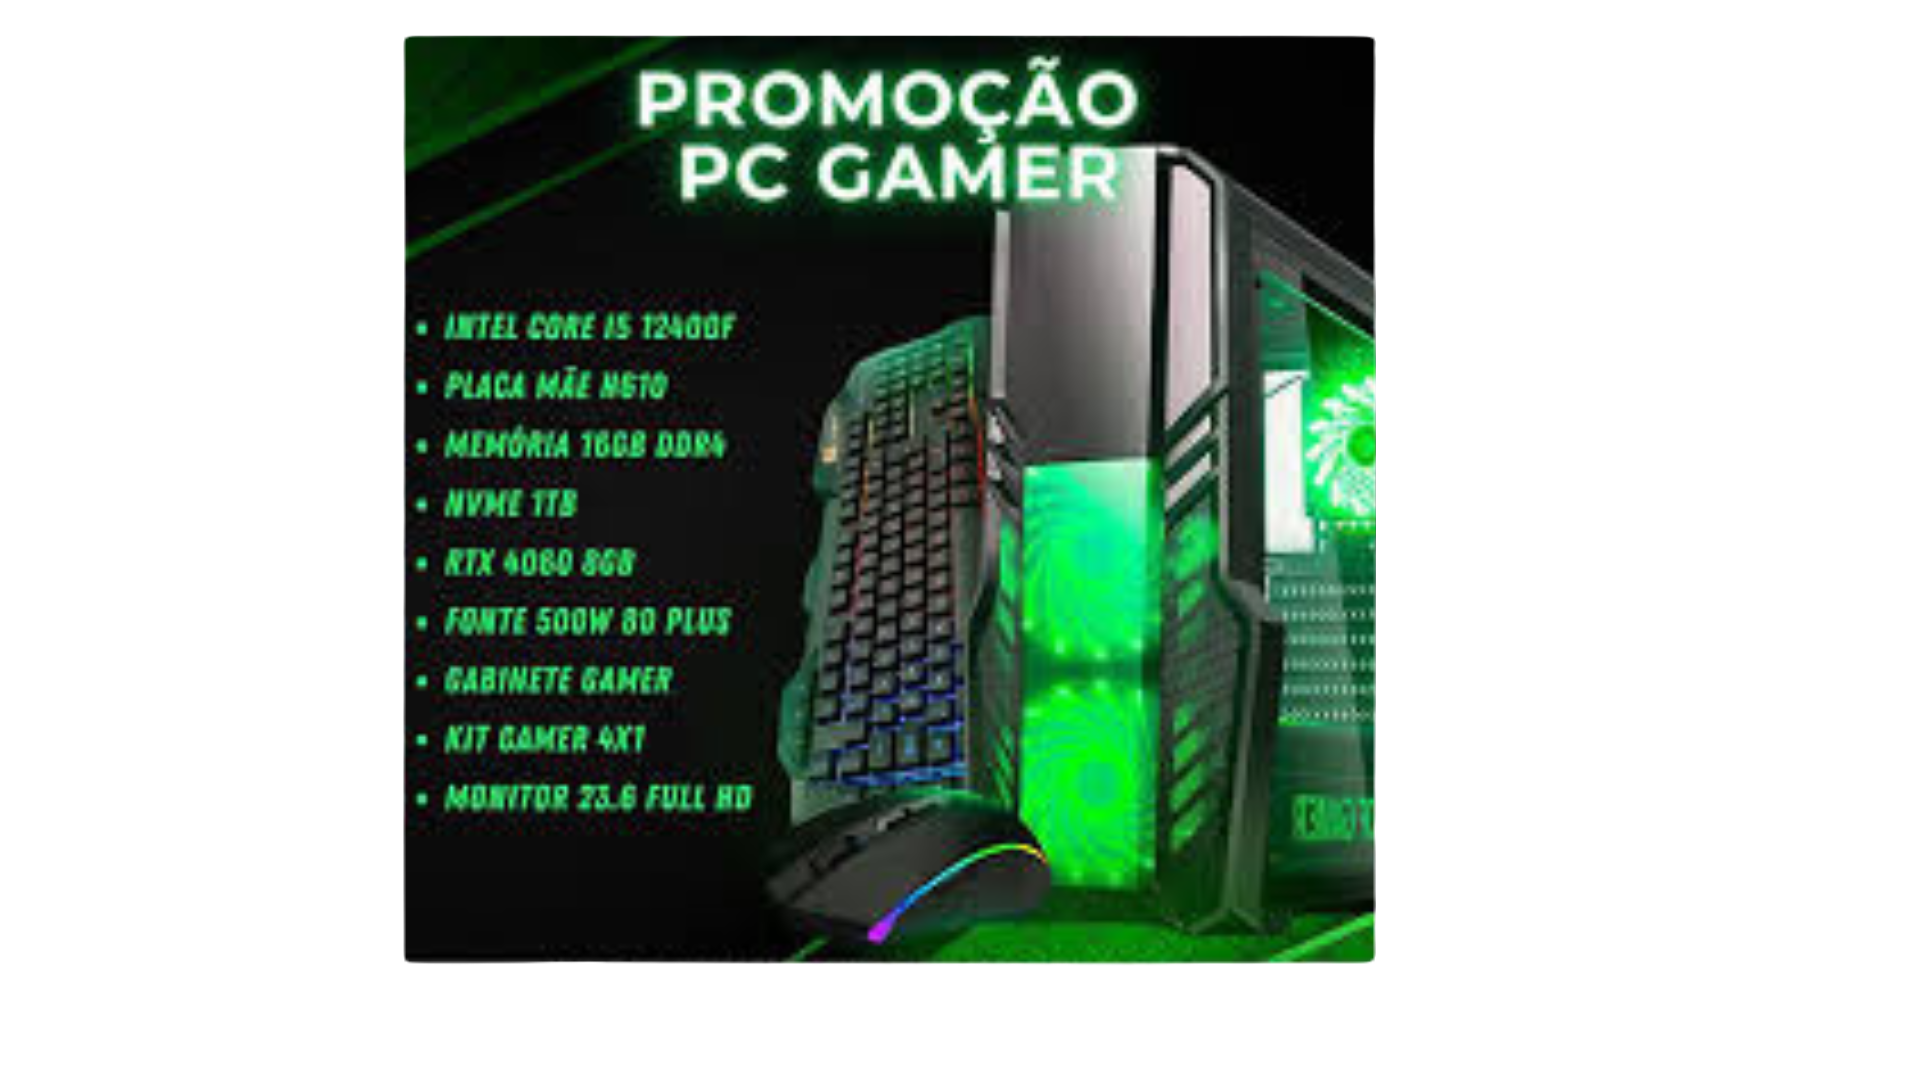 PROMOÇÃO
PC GAMER
• INTEL CORE I5 12400F
• PLACA MÃE H610
• MEMÓRIA 16GB DDR4
• NVME 1TB
• RTX 4060 8GB
• FONTE 500W 80 PLUS
• GABINETE GAMER
• KIT GAMER 4X1
• MONITOR 23.6 FULL HD